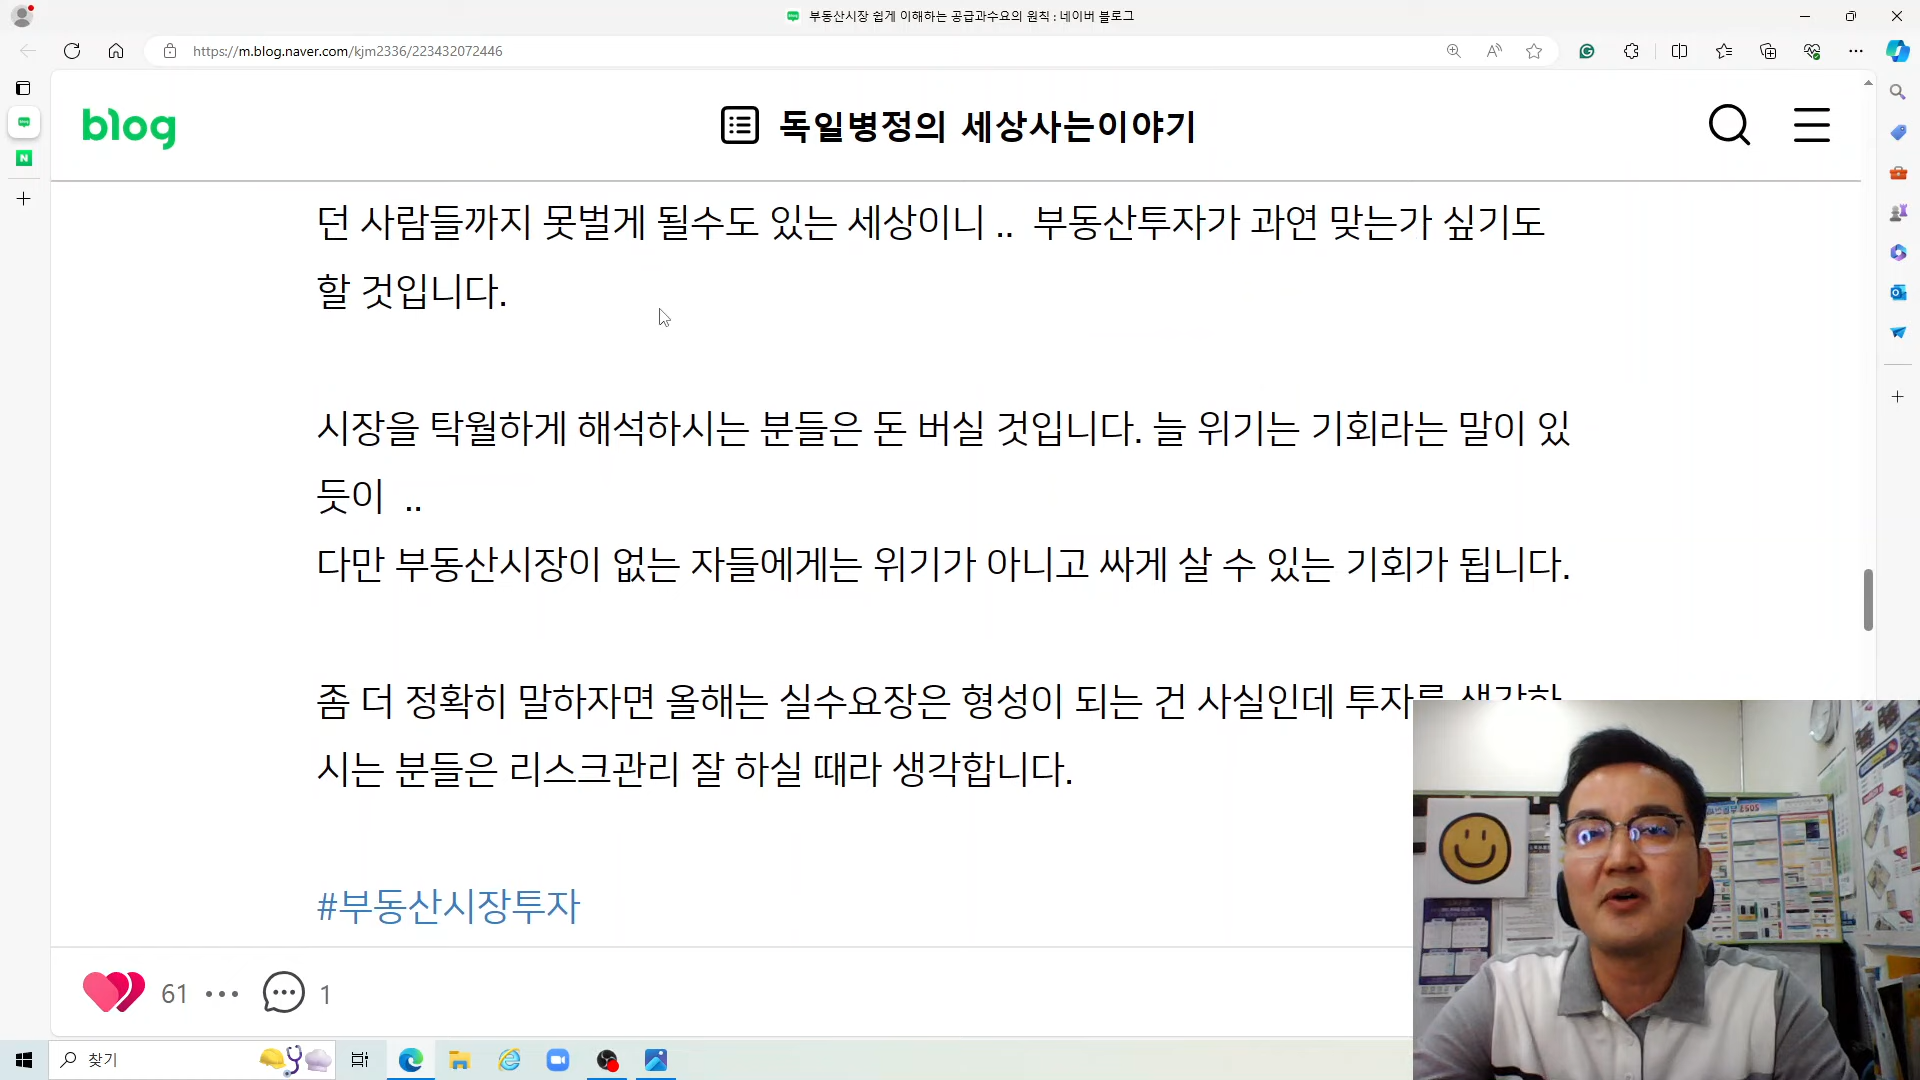 부동산시장 쉽게 이해하는 공급과수요의 원칙 : 네이버 블로그
https://m.blog.naver.com/kjm2336/223432072446
blog
독일병정의 세상사는이야기
던 사람들까지 못벌게 될수도 있는 세상이니 .. 부동산투자가 과연 맞는가 싶기도
할 것입니다.
시장을 탁월하게 해석하시는 분들은 돈 버실 것입니다. 늘 위기는 기회라는 말이 있
듯이 ..
다만 부동산시장이 없는 자들에게는 위기가 아니고 싸게 살 수 있는 기회가 됩니다.
좀 더 정확히 말하자면 올해는 실수요장은 형성이 되는 건 사실인데 투자를 생각하
시는 분들은 리스크관리 잘 하실 때라 생각합니다.
#부동산시장투자
61
1
찾기